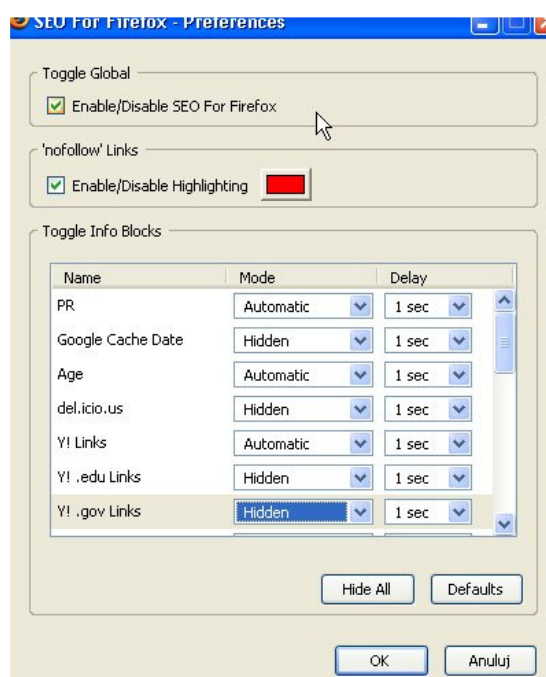 SEO For Firefox - Preferences
Toggle Global
Enable/Disable SEO For Firefox
'nofollow' Links
Enable/Disable Highlighting
Toggle Info Blocks
Name Mode Delay
PR Automatic 1 sec
Google Cache Date Hidden 1 sec
Age Automatic 1 sec
del.icio.us Hidden 1 sec
Y! Links Automatic 1 sec
Y! .edu Links Hidden 1 sec
Y! .gov Links Hidden 1 sec
Hide All Defaults
OK Anuluj